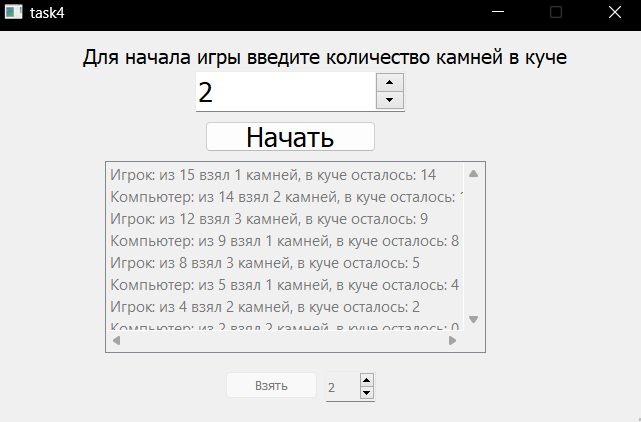 task4
Для начала игры введите количество камней в куче
2
Начать
Игрок: из 15 взял 1 камней, в куче осталось: 14
Компьютер: из 14 взял 2 камней, в куче осталось:
Игрок: из 12 взял 3 камней, в куче осталось: 9
Компьютер: из 9 взял 1 камней, в куче осталось: 8
Игрок: из 8 взял 3 камней, в куче осталось: 5
Компьютер: из 5 взял 1 камней, в куче осталось: 4
Игрок: из 4 взял 2 камней, в куче осталось: 2
Компьютер: из 2 взял 2 камней, в куче осталось: 0
Взять 2